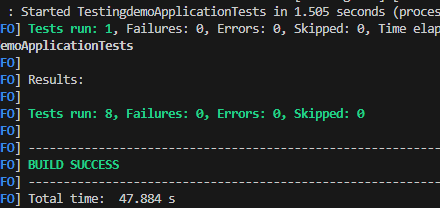 : Started TestingdemoApplicationTests in 1.505 seconds (proces
FO] Tests run: 1, Failures: 0, Errors: 0, Skipped: 0, Time elap
emoApplicationTests
FO]
FO] Results:
FO]
FO] Tests run: 8, Failures: 0, Errors: 0, Skipped: 0
FO]
FO] ----------------------------------------------------------
FO] BUILD SUCCESS
FO] ----------------------------------------------------------
FO] Total time:  47.884 s